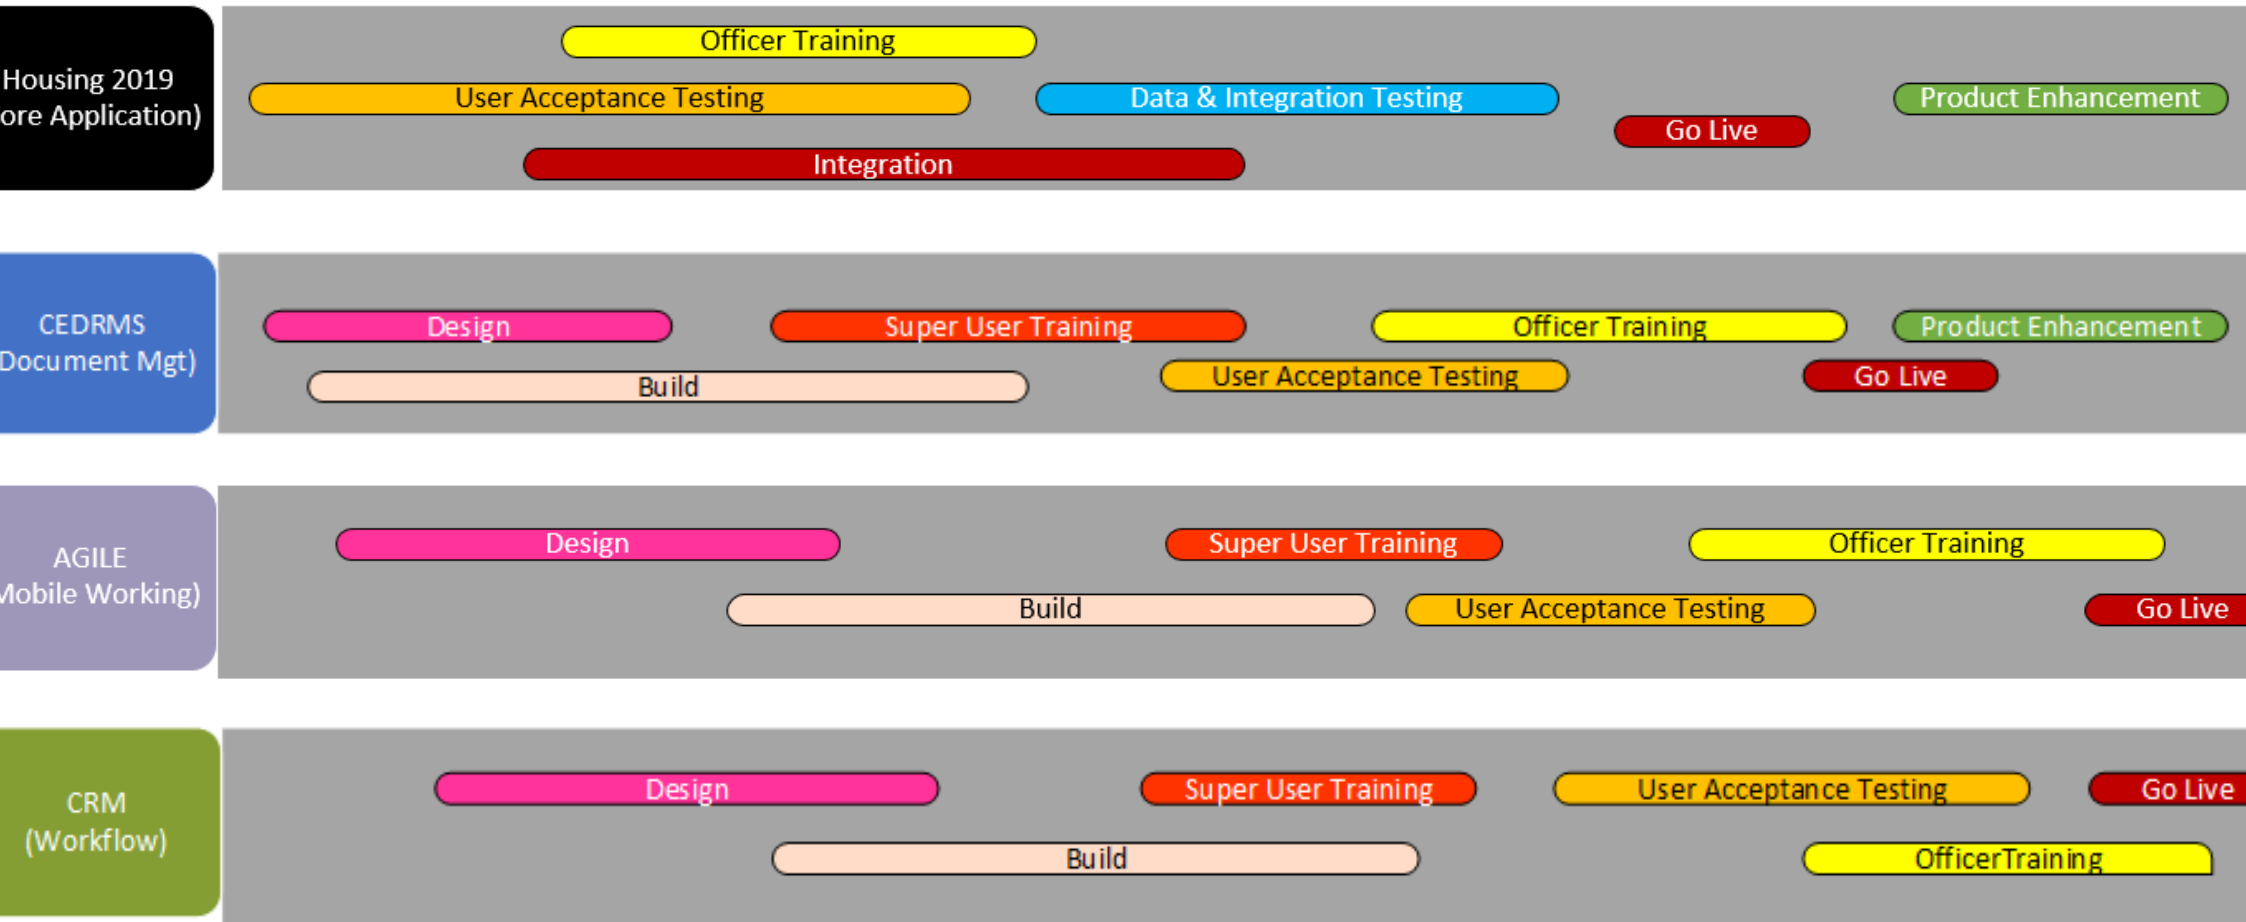 Housing 2019
ore Application)
Officer Training
User Acceptance Testing
Data & Integration Testing
Product Enhancement
Go Live
Integration
CEDRMS
Document Mgt)
Design
Super User Training
Officer Training
Product Enhancement
User Acceptance Testing
Go Live
Build
AGILE
Mobile Working)
Design
Super User Training
Officer Training
Build
User Acceptance Testing
Go Live
CRM
(Workflow)
Design
Super User Training
User Acceptance Testing
Go Live
Build
OfficerTraining